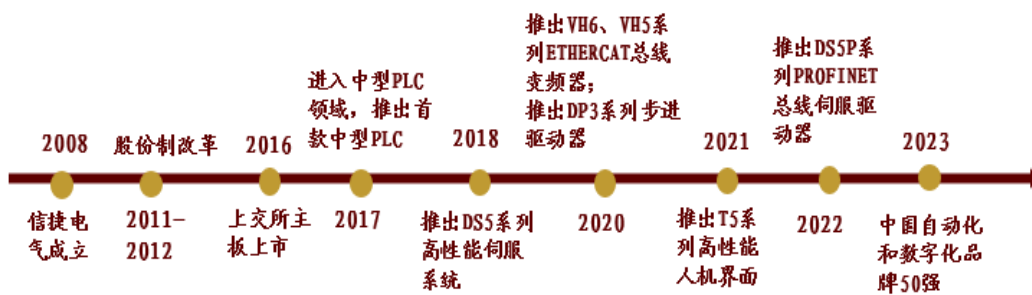 2008
信捷电
气成立
股份制改革
2011-
2012
2016
上交所主
板上市
进入中型PLC
领域，推出首
款中型PLC
2017
2018
推出DS5系列
高性能伺服
系统
推出VH6、VH5系
列ETHERCAT总线
变频器；
推出DP3系列步进
驱动器
2020
2021
推出T5系
列高性能
人机界面
推出DS5P系
列PROFINET
总线伺服驱
动器
2022
2023
中国自动化
和数字化品
牌50强